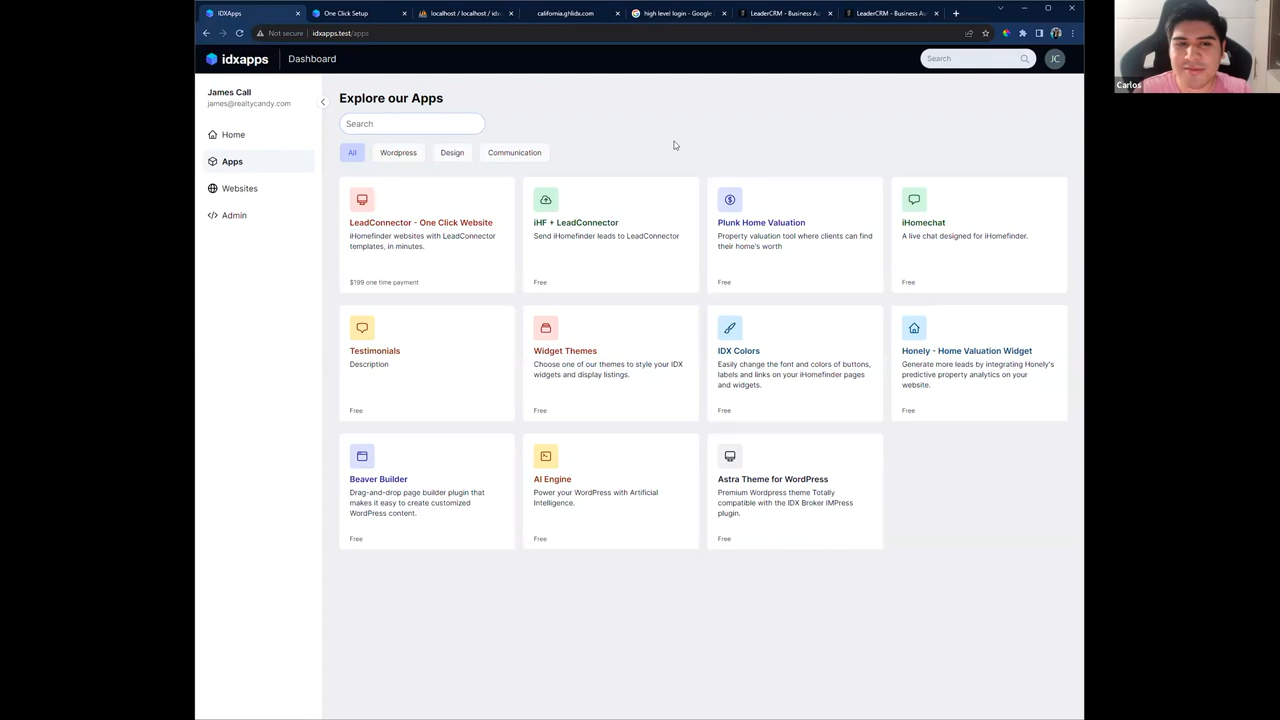 IDXApps
One Click Setup
localhost / localhost / idx
california.ghlidx.com
high level login - Google
LeaderCRM - Business Au
LeaderCRM - Business Au
Not secure
idxapps.test/apps
idxapps
Dashboard
Search
JC
Carlos
James Call
james@realtycandy.com
Home
Apps
Websites
Admin
Explore our Apps
Search
All
Wordpress
Design
Communication
LeadConnector - One Click Website
iHomefinder websites with LeadConnector
templates, in minutes.
$199 one time payment
iHF + LeadConnector
Send iHomefinder leads to LeadConnector
Free
Plunk Home Valuation
Property valuation tool where clients can find
their home's worth
Free
iHomechat
A live chat designed for iHomefinder.
Free
Testimonials
Description
Free
Widget Themes
Choose one of our themes to style your IDX
widgets and display listings.
Free
IDX Colors
Easily change the font and colors of buttons,
labels and links on your iHomefinder pages
and widgets.
Free
Honely - Home Valuation Widget
Generate more leads by integrating Honely's
predictive property analytics on your
website.
Free
Beaver Builder
Drag-and-drop page builder plugin that
makes it easy to create customized
WordPress content.
Free
AI Engine
Power your WordPress with Artificial
Intelligence.
Free
Astra Theme for WordPress
Premium Wordpress theme Totally
compatible with the IDX Broker IMPress
plugin.
Free